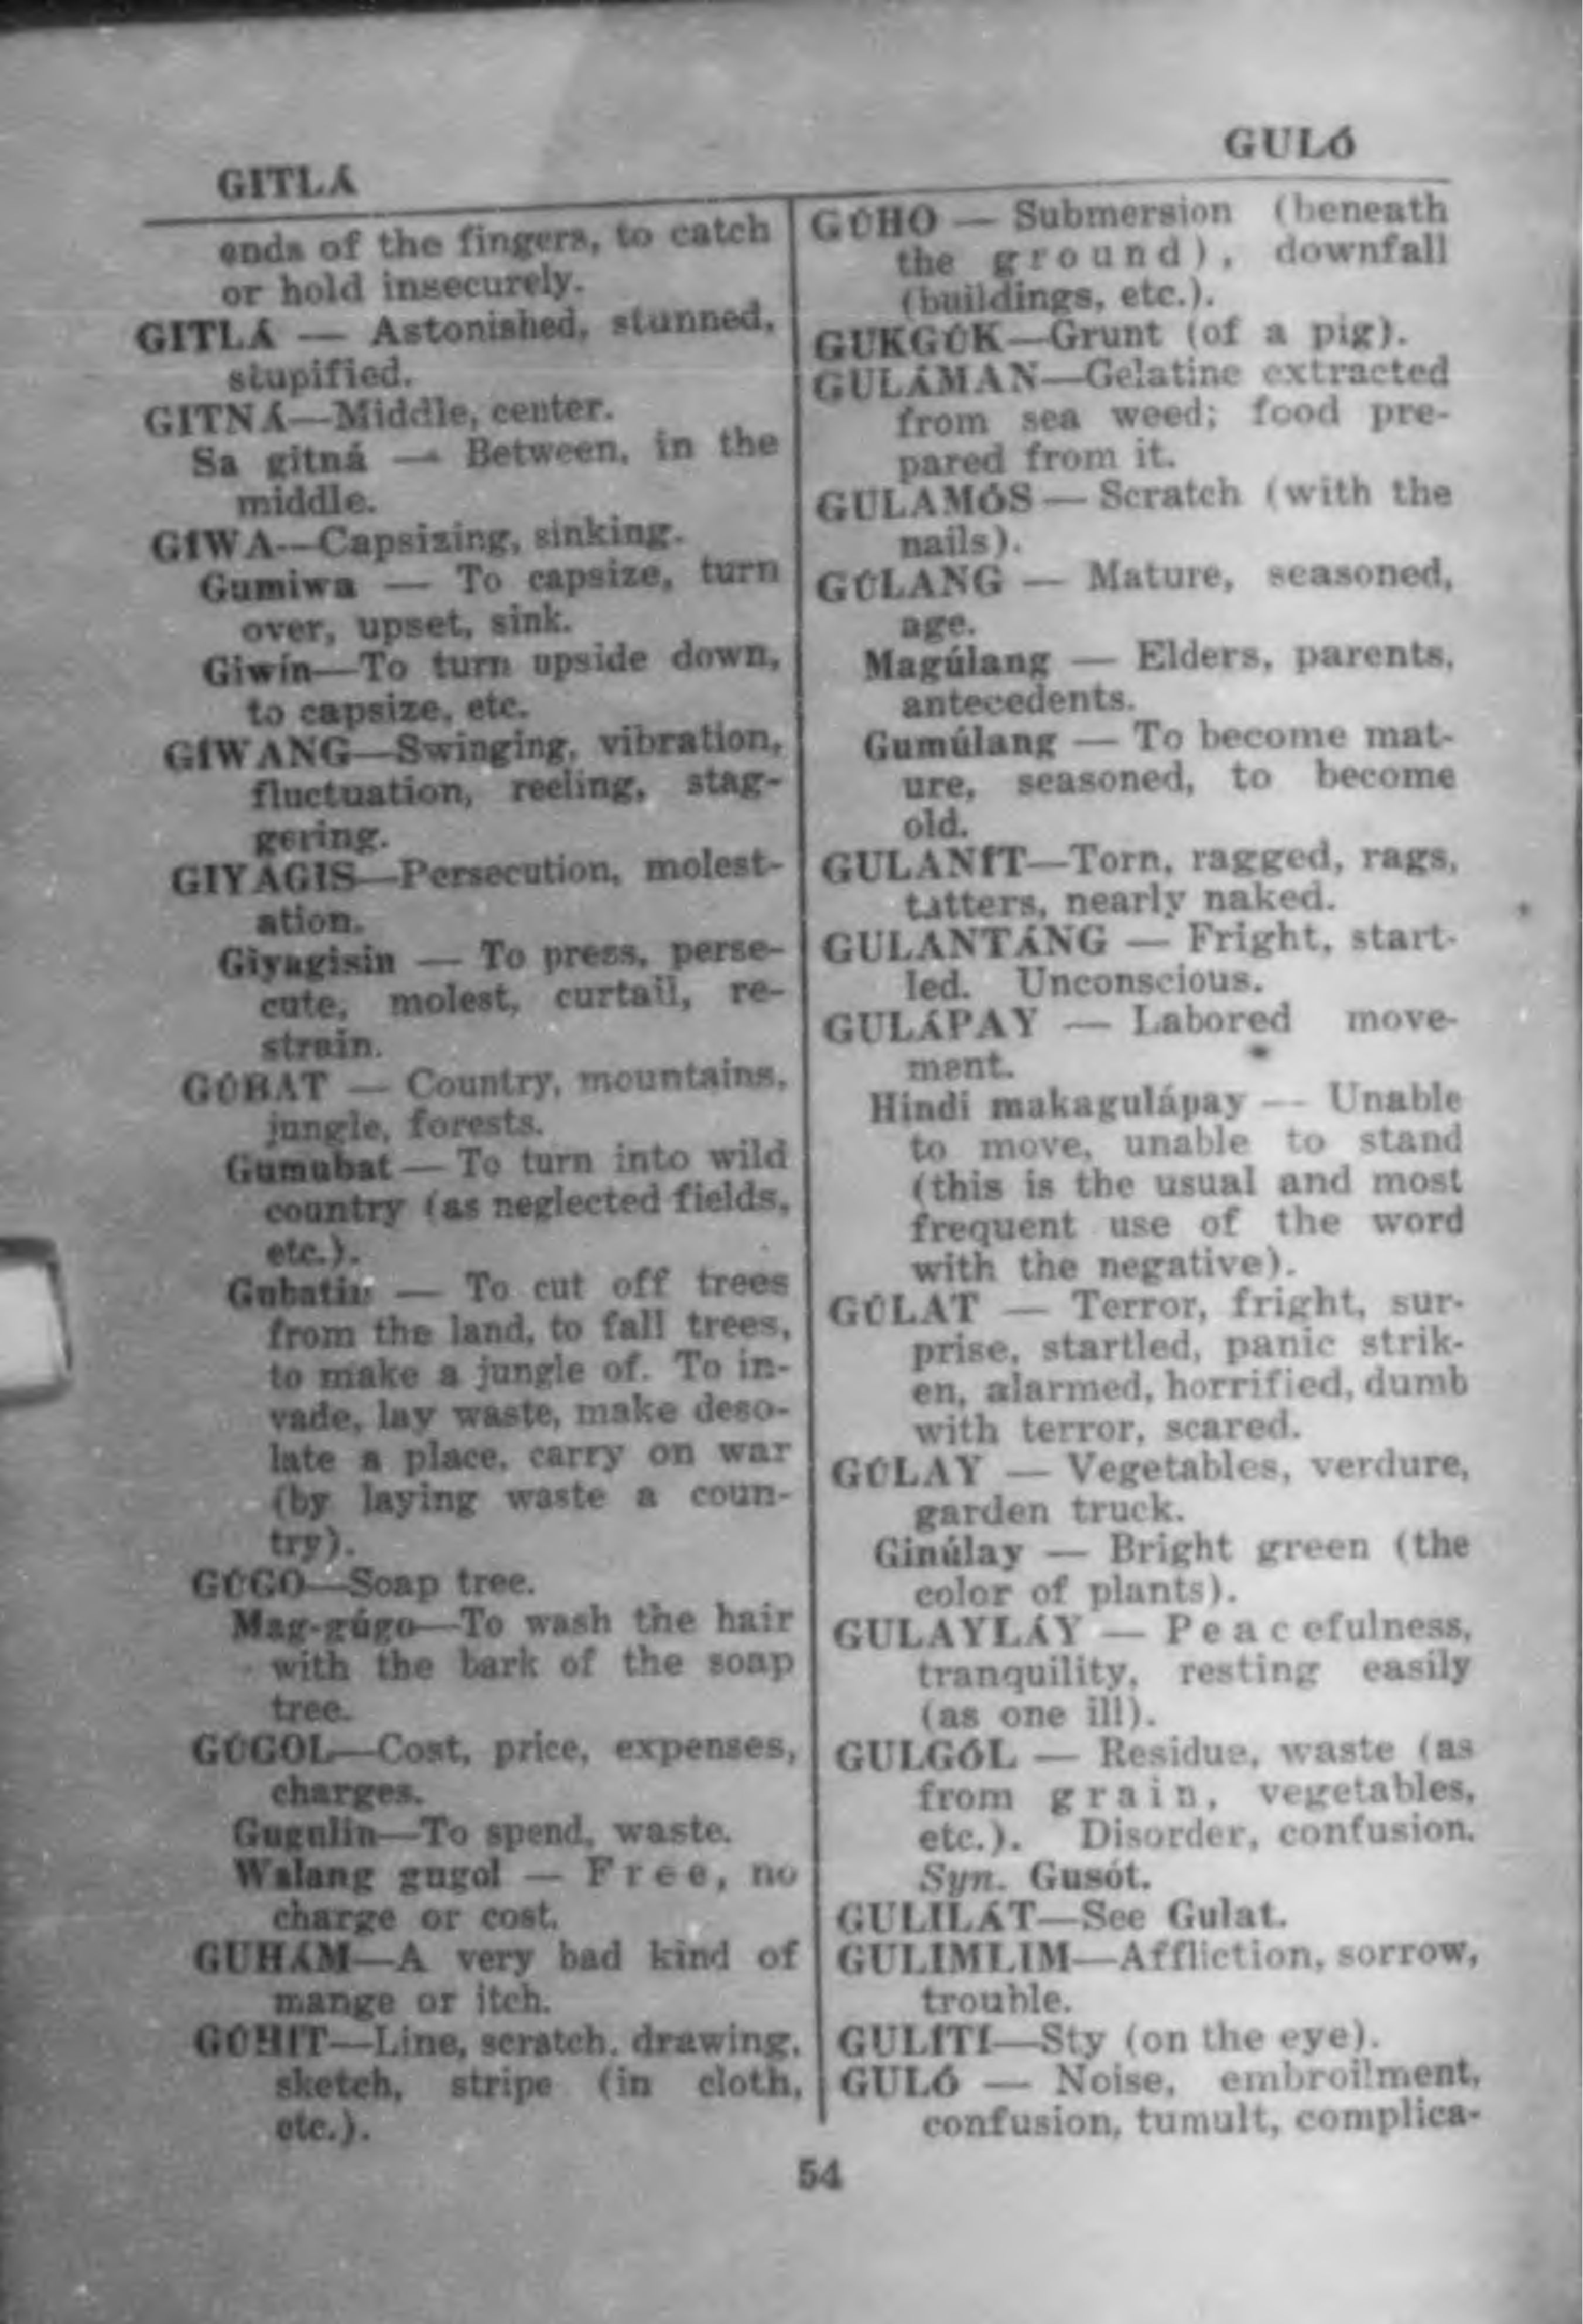 GITLÁ
GULÓ
ends of the fingers, to catch
or hold insecurely.
GITLÁ — Astonished, stunned,
stupified.
GITNÁ—Middle, center.
Sa gitná — Between, in the
middle.
GÍWA—Capsizing, sinking.
Gumiwa — To capsize, turn
over, upset, sink.
Giwín—To turn upside down,
to capsize, etc.
GÍWANG—Swinging, vibration,
fluctuation, reeling, stag-
gering.
GIYAGIS—Persecution, molest-
ation.
Giyagisin — To press, perse-
cute, molest, curtail, re-
strain.
GÚBAT — Country, mountains,
jungle, forests.
Gumubat — To turn into wild
country (as neglected fields,
etc.).
Gubatin — To cut off trees
from the land, to fall trees,
to make a jungle of. To in-
vade, lay waste, make deso-
late a place, carry on war
(by laying waste a coun-
try).
GÚGO—Soap tree.
Mag-gúgo—To wash the hair
with the bark of the soap
tree.
GÚGOL—Cost, price, expenses,
charges.
Gugulin—To spend, waste.
Walang gugol — Free, no
charge or cost.
GUHÁM—A very bad kind of
mange or itch.
GÚHIT—Line, scratch, drawing,
sketch, stripe (in cloth,
etc.).
GÚHO — Submersion (beneath
the ground), downfall
(buildings, etc.).
GUKGÚK—Grunt (of a pig).
GULÁMAN—Gelatine extracted
from sea weed; food pre-
pared from it.
GULAMÓS — Scratch (with the
nails).
GÚLANG — Mature, seasoned,
age.
Magúlang — Elders, parents,
antecedents.
Gumúlang — To become mat-
ure, seasoned, to become
old.
GULANÍT—Torn, ragged, rags,
tatters, nearly naked.
GULANTÁNG — Fright, start-
led. Unconscious.
GULÁPAY — Labored move-
ment.
Hindi makagulápay — Unable
to move, unable to stand
(this is the usual and most
frequent use of the word
with the negative).
GÚLAT — Terror, fright, sur-
prise, startled, panic strik-
en, alarmed, horrified, dumb
with terror, scared.
GÚLAY — Vegetables, verdure,
garden truck.
Ginúlay — Bright green (the
color of plants).
GULAYLÁY — Peacefulness,
tranquility, resting easily
(as one ill).
GULGÓL — Residue, waste (as
from grain, vegetables,
etc.). Disorder, confusion.
Syn. Gusót.
GULILÁT—See Gulat.
GULIMLIM—Affliction, sorrow,
trouble.
GULÍTÍ—Sty (on the eye).
GULÓ — Noise, embroilment,
confusion, tumult, complica-
54